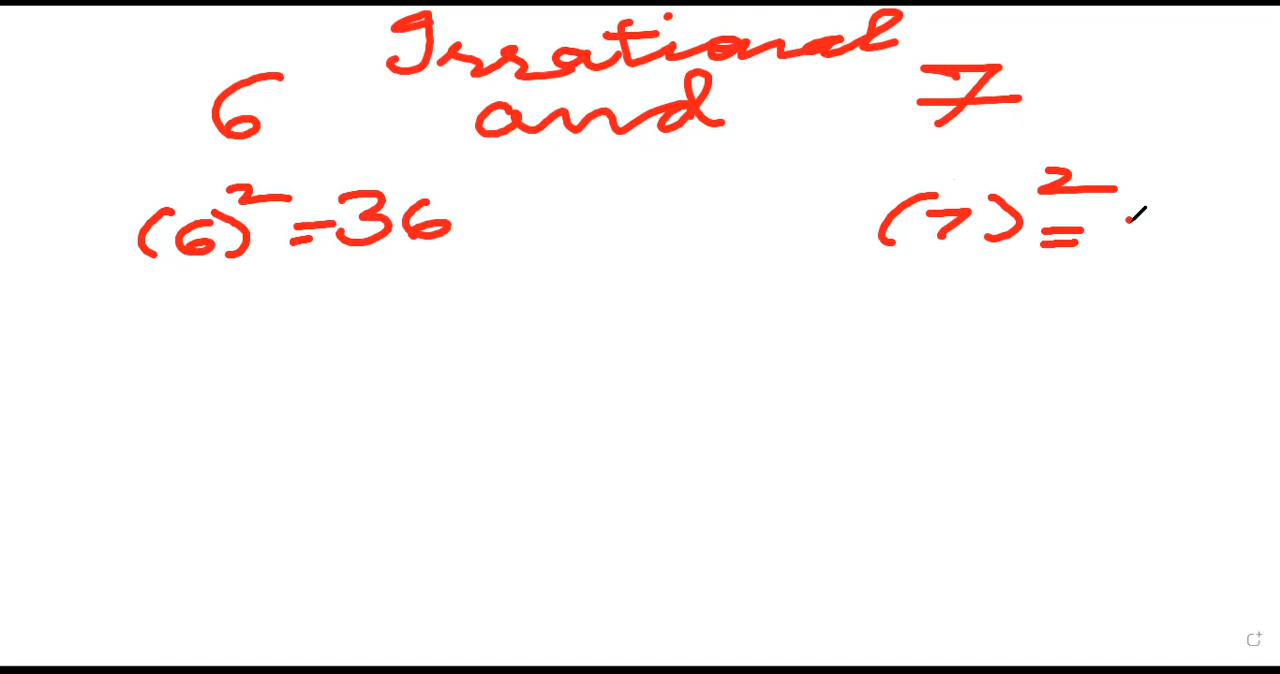 Irrational
6 and 7
(6)² = 36 (7)² =